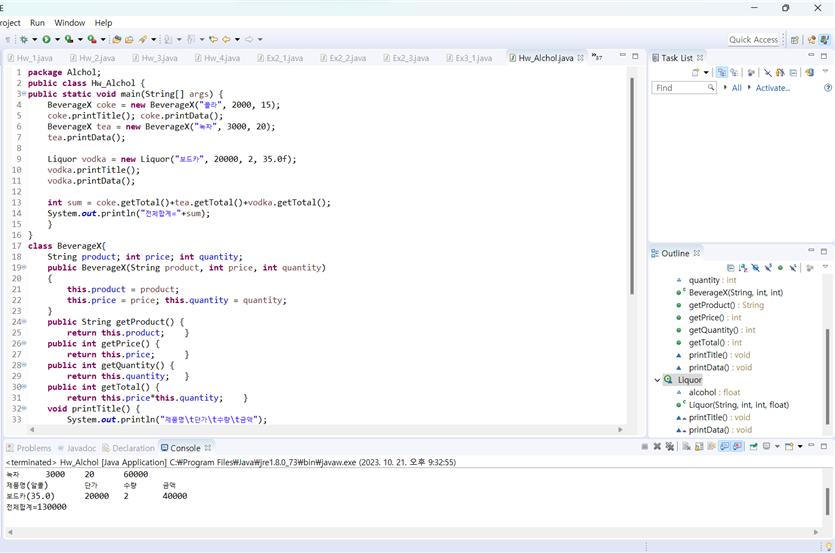 E
roject Run Window Help
Quick Access
Hw_1.java Hw_2.java Hw_3.java Hw_4.java Ex2_1.java Ex2_2.java Ex2_3.java Ex3_1.java Hw_Alchol.java »37
1 package Alchol;
2 public class Hw_Alchol {
3 public static void main(String[] args) {
4 BeverageX coke = new BeverageX("콜라", 2000, 15);
5 coke.printTitle(); coke.printData();
6 BeverageX tea = new BeverageX("녹차", 3000, 20);
7 tea.printData();
8
9 Liquor vodka = new Liquor("보드카", 20000, 2, 35.0f);
10 vodka.printTitle();
11 vodka.printData();
12
13 int sum = coke.getTotal()+tea.getTotal()+vodka.getTotal();
14 System.out.println("전체합계="+sum);
15 }
16 }
17 class BeverageX{
18 String product; int price; int quantity;
19 public BeverageX(String product, int price, int quantity)
20 {
21 this.product = product;
22 this.price = price; this.quantity = quantity;
23 }
24 public String getProduct() {
25 return this.product; }
26 public int getPrice() {
27 return this.price; }
28 public int getQuantity() {
29 return this.quantity; }
30 public int getTotal() {
31 return this.price*this.quantity; }
32 void printTitle() {
33 System.out.println("제품명\t단가\t수량\t금액");
Task List
Find All Activate...
Outline
quantity : int
BeverageX(String, int, int)
getProduct() : String
getPrice() : int
getQuantity() : int
getTotal() : int
printTitle() : void
printData() : void
Liquor
alcohol : float
Liquor(String, int, int, float)
printTitle() : void
printData() : void
Problems Javadoc Declaration Console
<terminated> Hw_Alchol [Java Application] C:₩Program Files₩Java₩jre1.8.0_73₩bin₩javaw.exe (2023. 10. 21. 오후 9:32:55)
녹차 3000 20 60000
제품명(알콜) 단가 수량 금액
보드카(35.0) 20000 2 40000
전체합계=130000